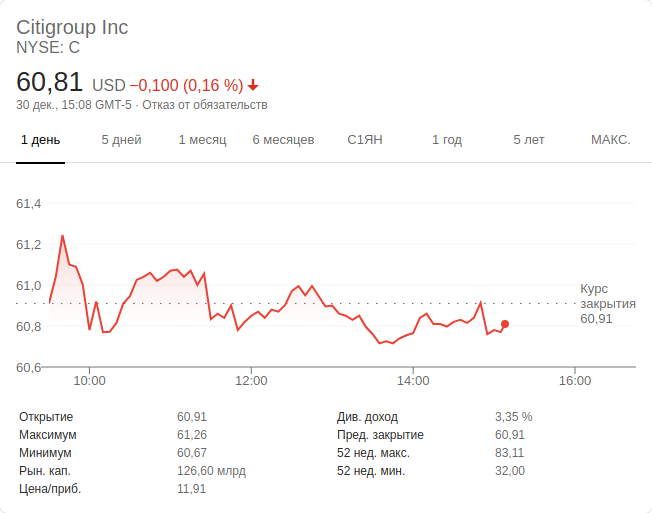 Citigroup Inc
NYSE: C
60,81 USD −0,100 (0,16 %)
30 дек., 15:08 GMT-5 · Отказ от обязательств
1 день 5 дней 1 месяц 6 месяцев С1ЯН 1 год 5 лет МАКС.
61,4
61,2
61,0
60,8
60,6
Курс
закрытия
60,91
10:00 12:00 14:00 16:00
Открытие 60,91 Див. доход 3,35 %
Максимум 61,26 Пред. закрытие 60,91
Минимум 60,67 52 нед. макс. 83,11
Рын. кап. 126,60 млрд 52 нед. мин. 32,00
Цена/приб. 11,91